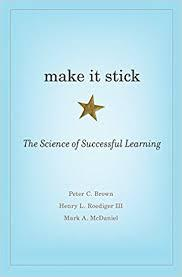 make it stick
The Science of Successful Learning
Peter C. Brown
Henry L. Roediger III
Mark A. McDaniel